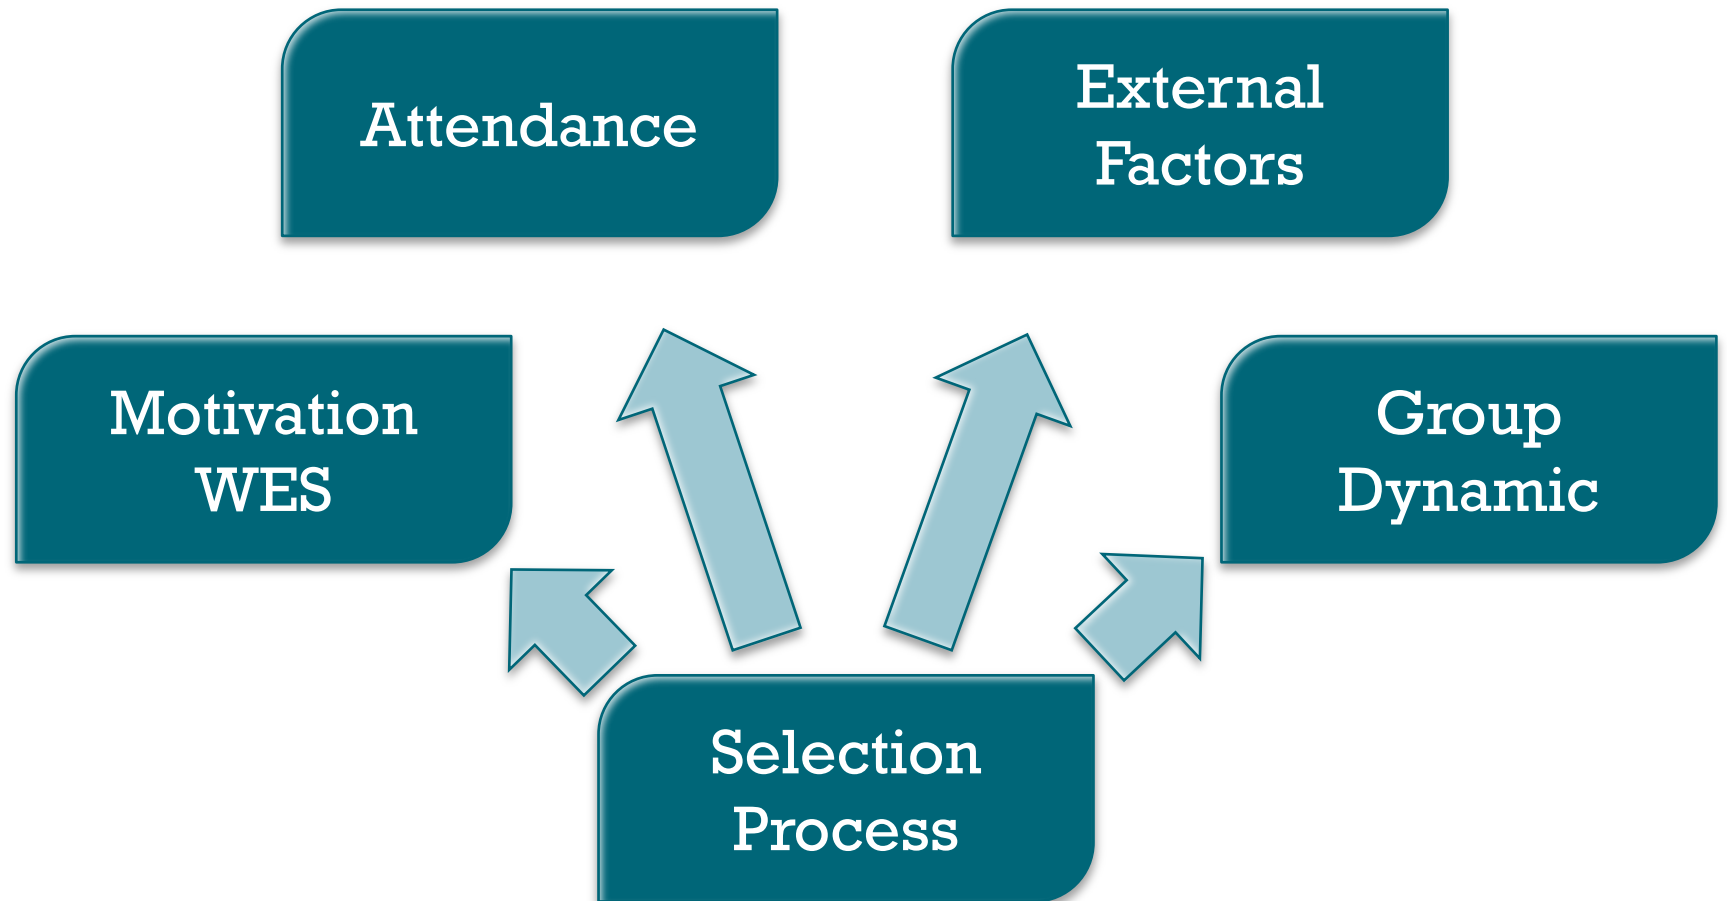 Attendance
External
Factors
Motivation
WES
Group
Dynamic
Selection
Process